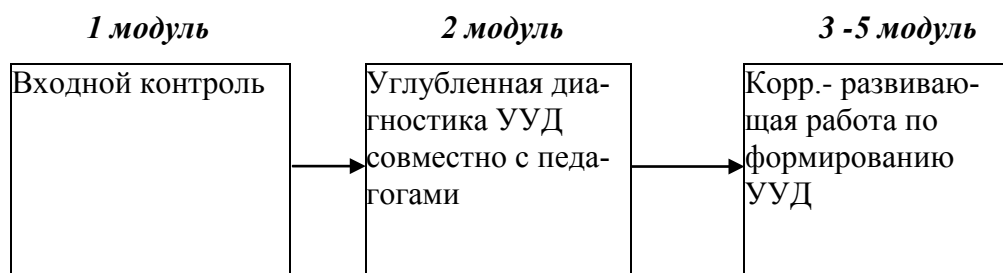 1 модуль
2 модуль
3 -5 модуль
Входной контроль
Углубленная диа-
гностика УУД
совместно с педа-
гогами
Корр.- развиваю-
щая работа по
формированию
УУД